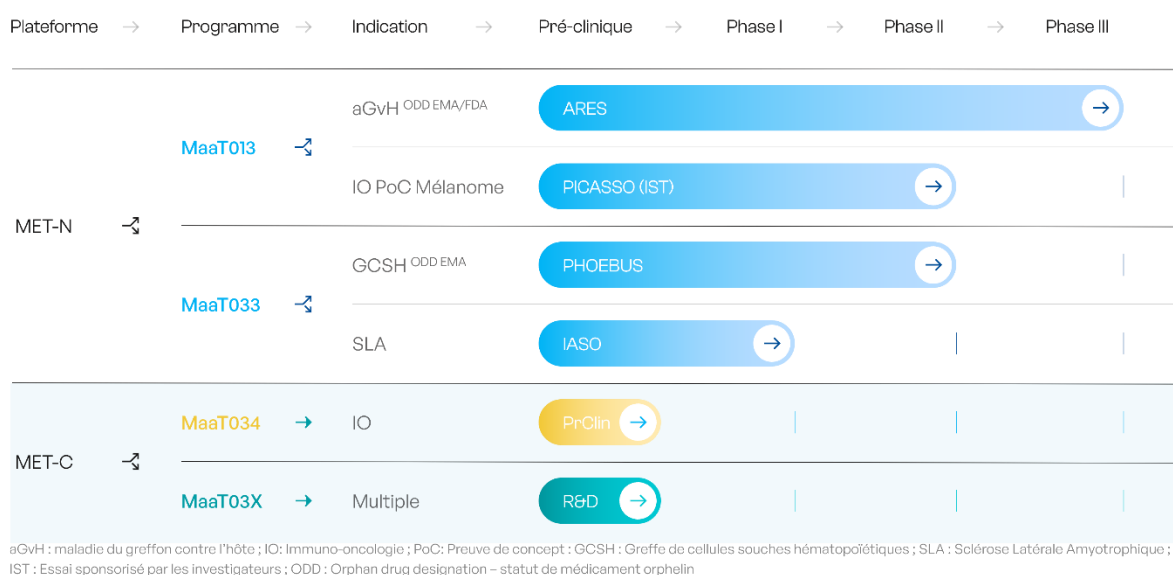 Plateforme → Programme → Indication → Pré-clinique → Phase I → Phase II → Phase III
aGvH ODD EMA/FDA ARES
MaaT013
IO PoC Mélanome PICASSO (IST)
MET-N
GCSH ODD EMA PHOEBUS
MaaT033
SLA IASO
MaaT034 → IO PrClin
MET-C
MaaT03X → Multiple R&D
aGvH : maladie du greffon contre l'hôte ; IO: Immuno-oncologie ; PoC: Preuve de concept : GCSH : Greffe de cellules souches hématopoïétiques ; SLA : Sclérose Latérale Amyotrophique ;
IST : Essai sponsorisé par les investigateurs ; ODD : Orphan drug designation – statut de médicament orphelin